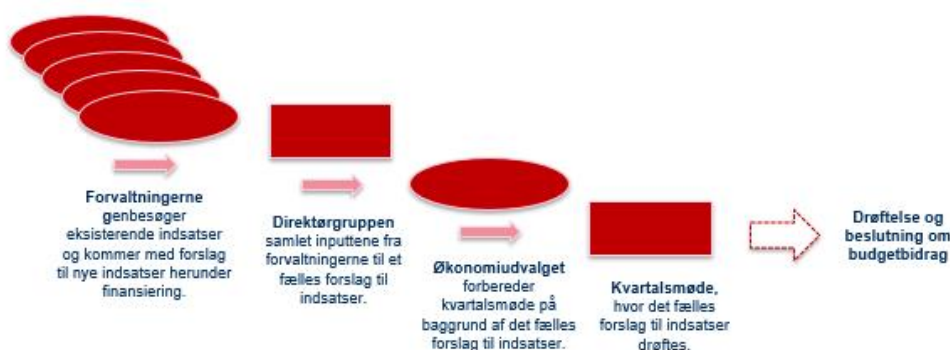 Forvaltningerne
genbesøger
eksisterende indsatser
og kommer med forslag
til nye indsatser herunder
finansiering.
Direktørgruppen
samlet inputtene fra
forvaltningerne til et
fælles forslag til
indsatser.
Økonomiudvalget
forbereder
kvartalsmøde på
baggrund af det fælles
forslag til indsatser.
Kvartalsmøde,
hvor det fælles
forslag til indsatser
drøftes.
Drøftelse og
beslutning om
budgetbidrag